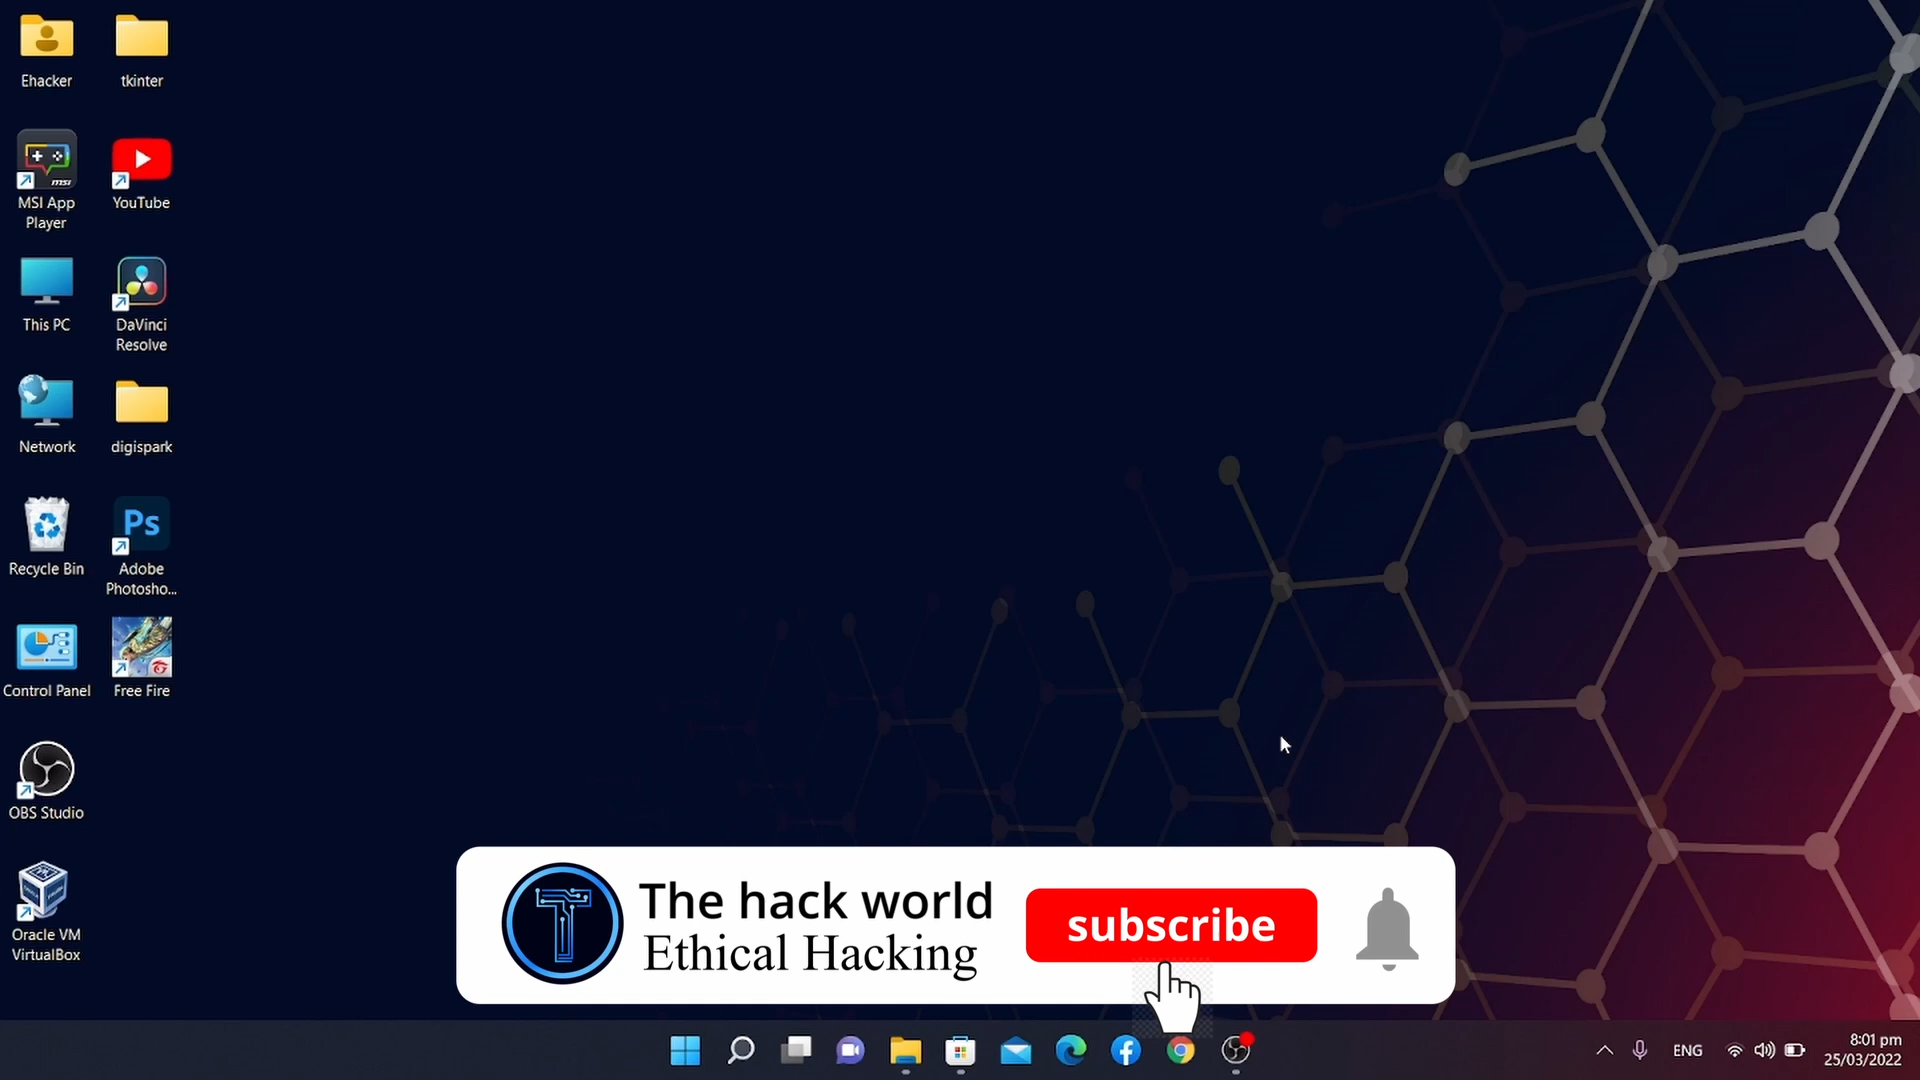 Ehacker
tkinter
msi
MSI App
Player
YouTube
This PC
DaVinci
Resolve
Network
digispark
Recycle Bin
Ps
Adobe
Photosho...
Control Panel
Free Fire
OBS Studio
Oracle VM
VirtualBox
The hack world
Ethical Hacking
subscribe
ENG
8:01 pm
25/03/2022